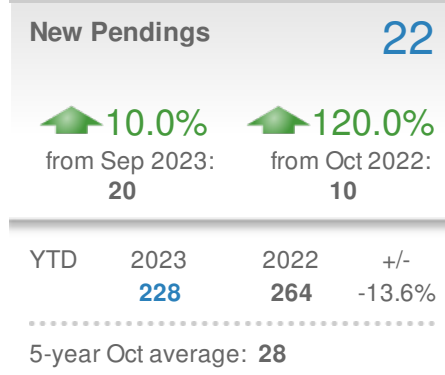 New Pendings 22
10.0% 120.0%
from Sep 2023: from Oct 2022:
20 10
YTD 2023 2022 +/-
228 264 -13.6%
5-year Oct average: 28